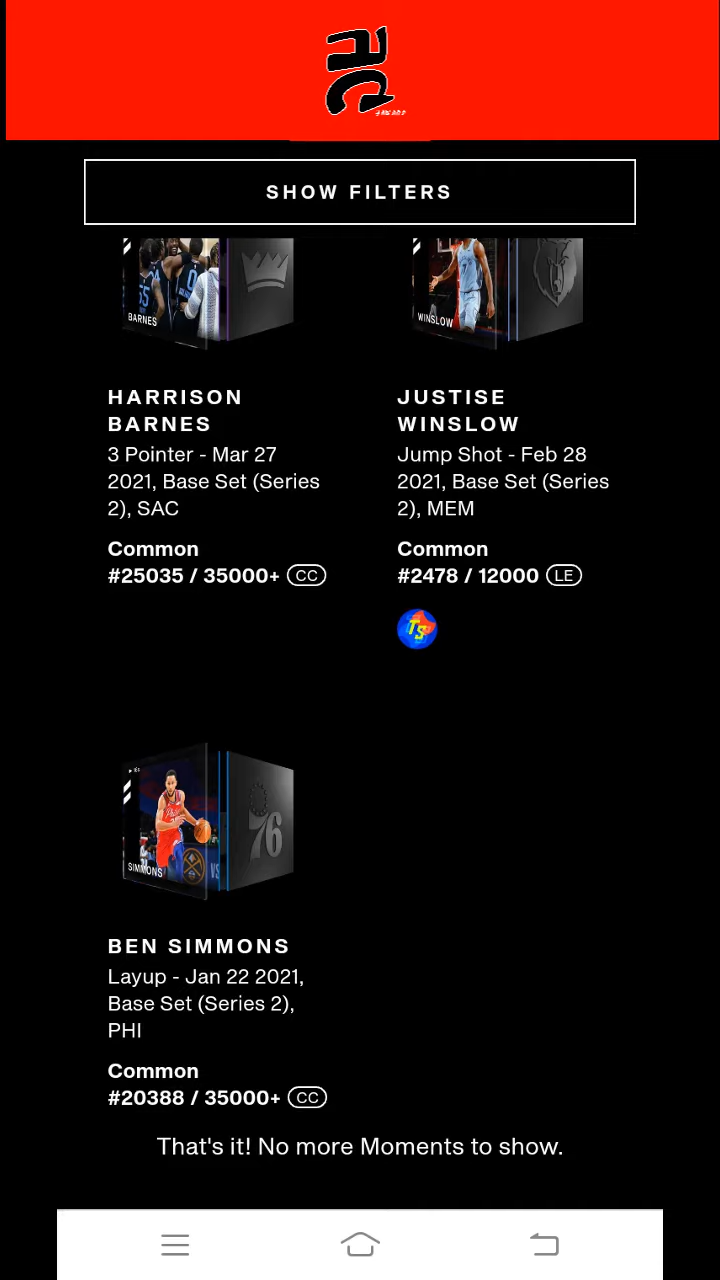 SHOW FILTERS
55
0
BARNES
WINSLOW
HARRISON
BARNES
3 Pointer - Mar 27
2021, Base Set (Series
2), SAC
Common
#25035 / 35000+ CC
JUSTISE
WINSLOW
Jump Shot - Feb 28
2021, Base Set (Series
2), MEM
Common
#2478 / 12000 LE
TS
76
VS
SIMMONS
BEN SIMMONS
Layup - Jan 22 2021,
Base Set (Series 2),
PHI
Common
#20388 / 35000+ CC
That's it! No more Moments to show.